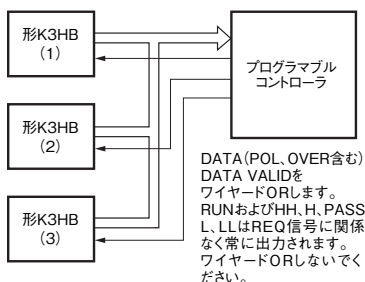 形K3HB
(1)
プログラマブル
コントローラ
形K3HB
(2)
形K3HB
(3)
DATA(POL、OVER含む)
DATA VALIDを
ワイヤードORします。
RUNおよびHH、H、PASS
L、LLはREQ信号に関係
なく常に出力されます。
ワイヤードORしないでく
ださい。